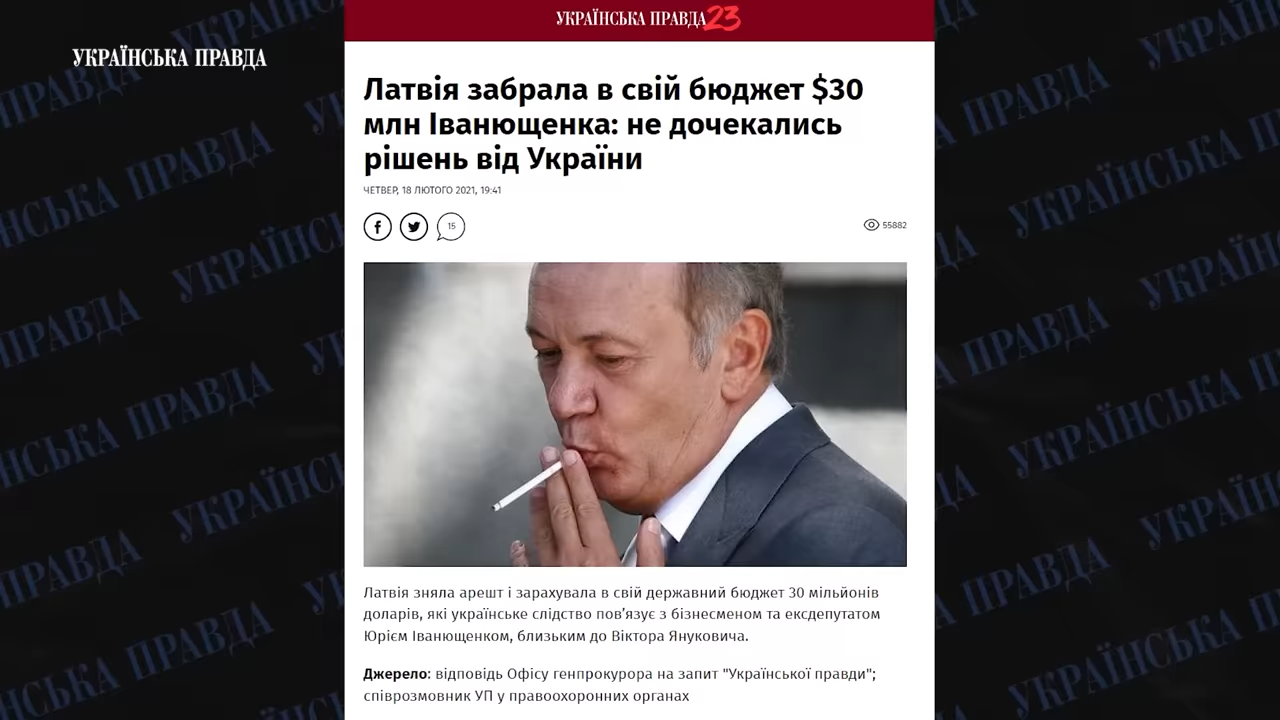 УКРАЇНСЬКА ПРАВДА 23
УКРАЇНСЬКА ПРАВДА
Латвія забрала в свій бюджет $30
млн Іванющенка: не дочекались
рішень від України
ЧЕТВЕР, 18 ЛЮТОГО 2021, 19:41
15
55882
Латвія зняла арешт і зарахувала в свій державний бюджет 30 мільйонів
доларів, які українське слідство пов’язує з бізнесменом та ексдепутатом
Юрієм Іванющенком, близьким до Віктора Януковича.
Джерело: відповідь Офісу генпрокурора на запит "Української правди";
співрозмовник УП у правоохоронних органах